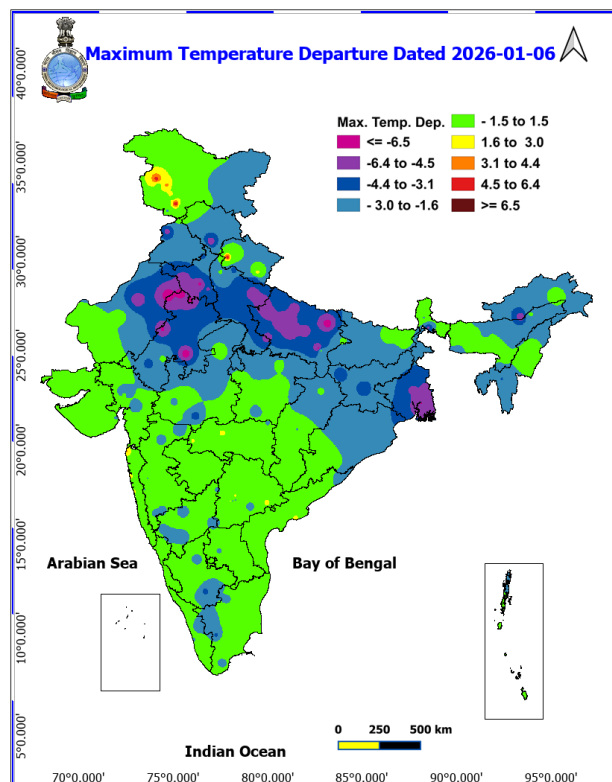 Maximum Temperature Departure Dated 2026-01-06
Max. Temp. Dep.
<= -6.5
-6.4 to -4.5
-4.4 to -3.1
- 3.0 to -1.6
- 1.5 to 1.5
1.6 to 3.0
3.1 to 4.4
4.5 to 6.4
>= 6.5
40°0.000'
35°0.000'
30°0.000'
25°0.000'
20°0.000'
15°0.000'
10°0.000'
5°0.000'
Arabian Sea
Bay of Bengal
Indian Ocean
0 250 500 km
70°0.000' 75°0.000' 80°0.000' 85°0.000' 90°0.000' 95°0.000'